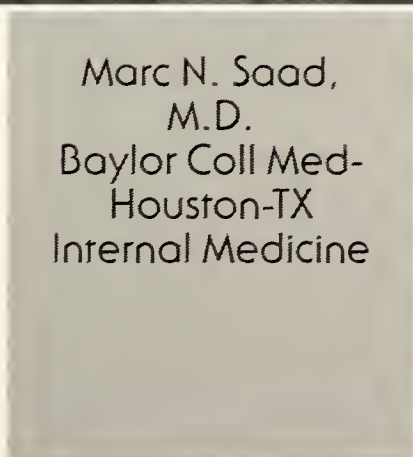 Marc N. Saad,
M.D.
Baylor Coll Med-
Houston-TX
Internal Medicine